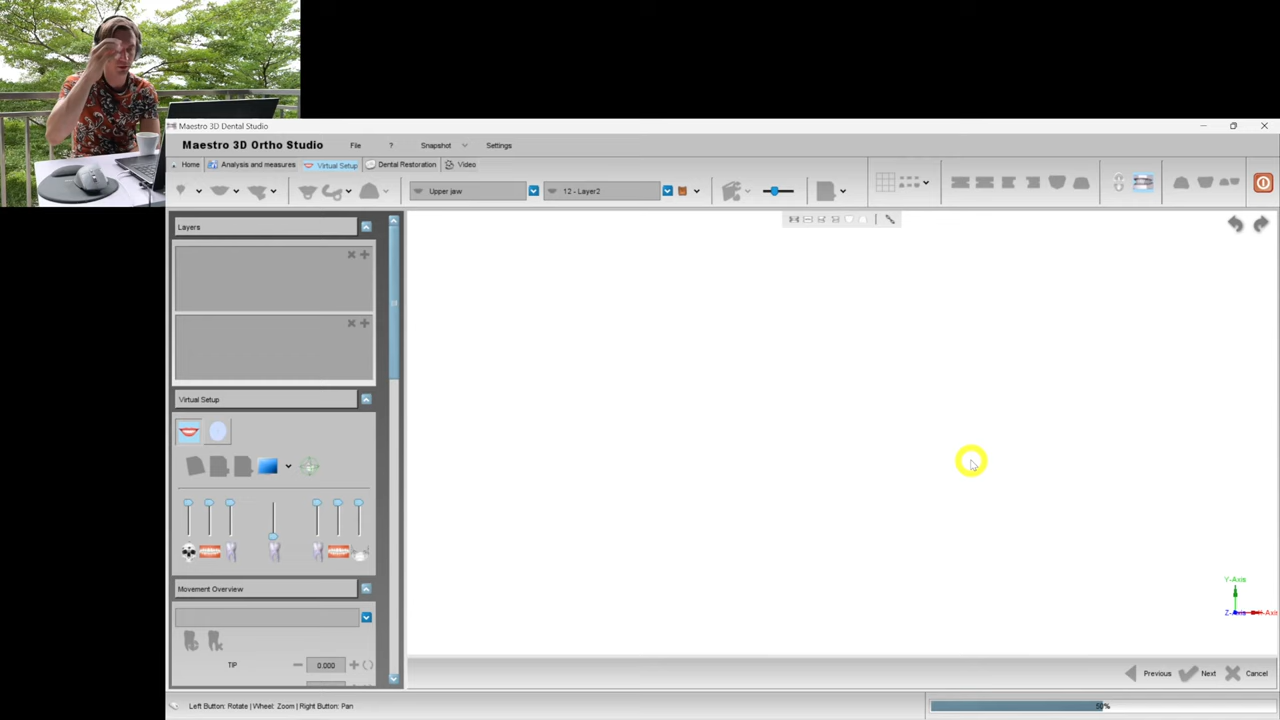 Maestro 3D Dental Studio
Maestro 3D Ortho Studio
File
?
Snapshot
Settings
Home
Analysis and measures
Virtual Setup
Dental Restoration
Video
Upper jaw
12 - Layer2
Layers
Virtual Setup
Movement Overview
TIP
0.000
Y-Axis
Z-Axis
Previous
Next
Cancel
Left Button: Rotate | Wheel: Zoom | Right Button: Pan
50%